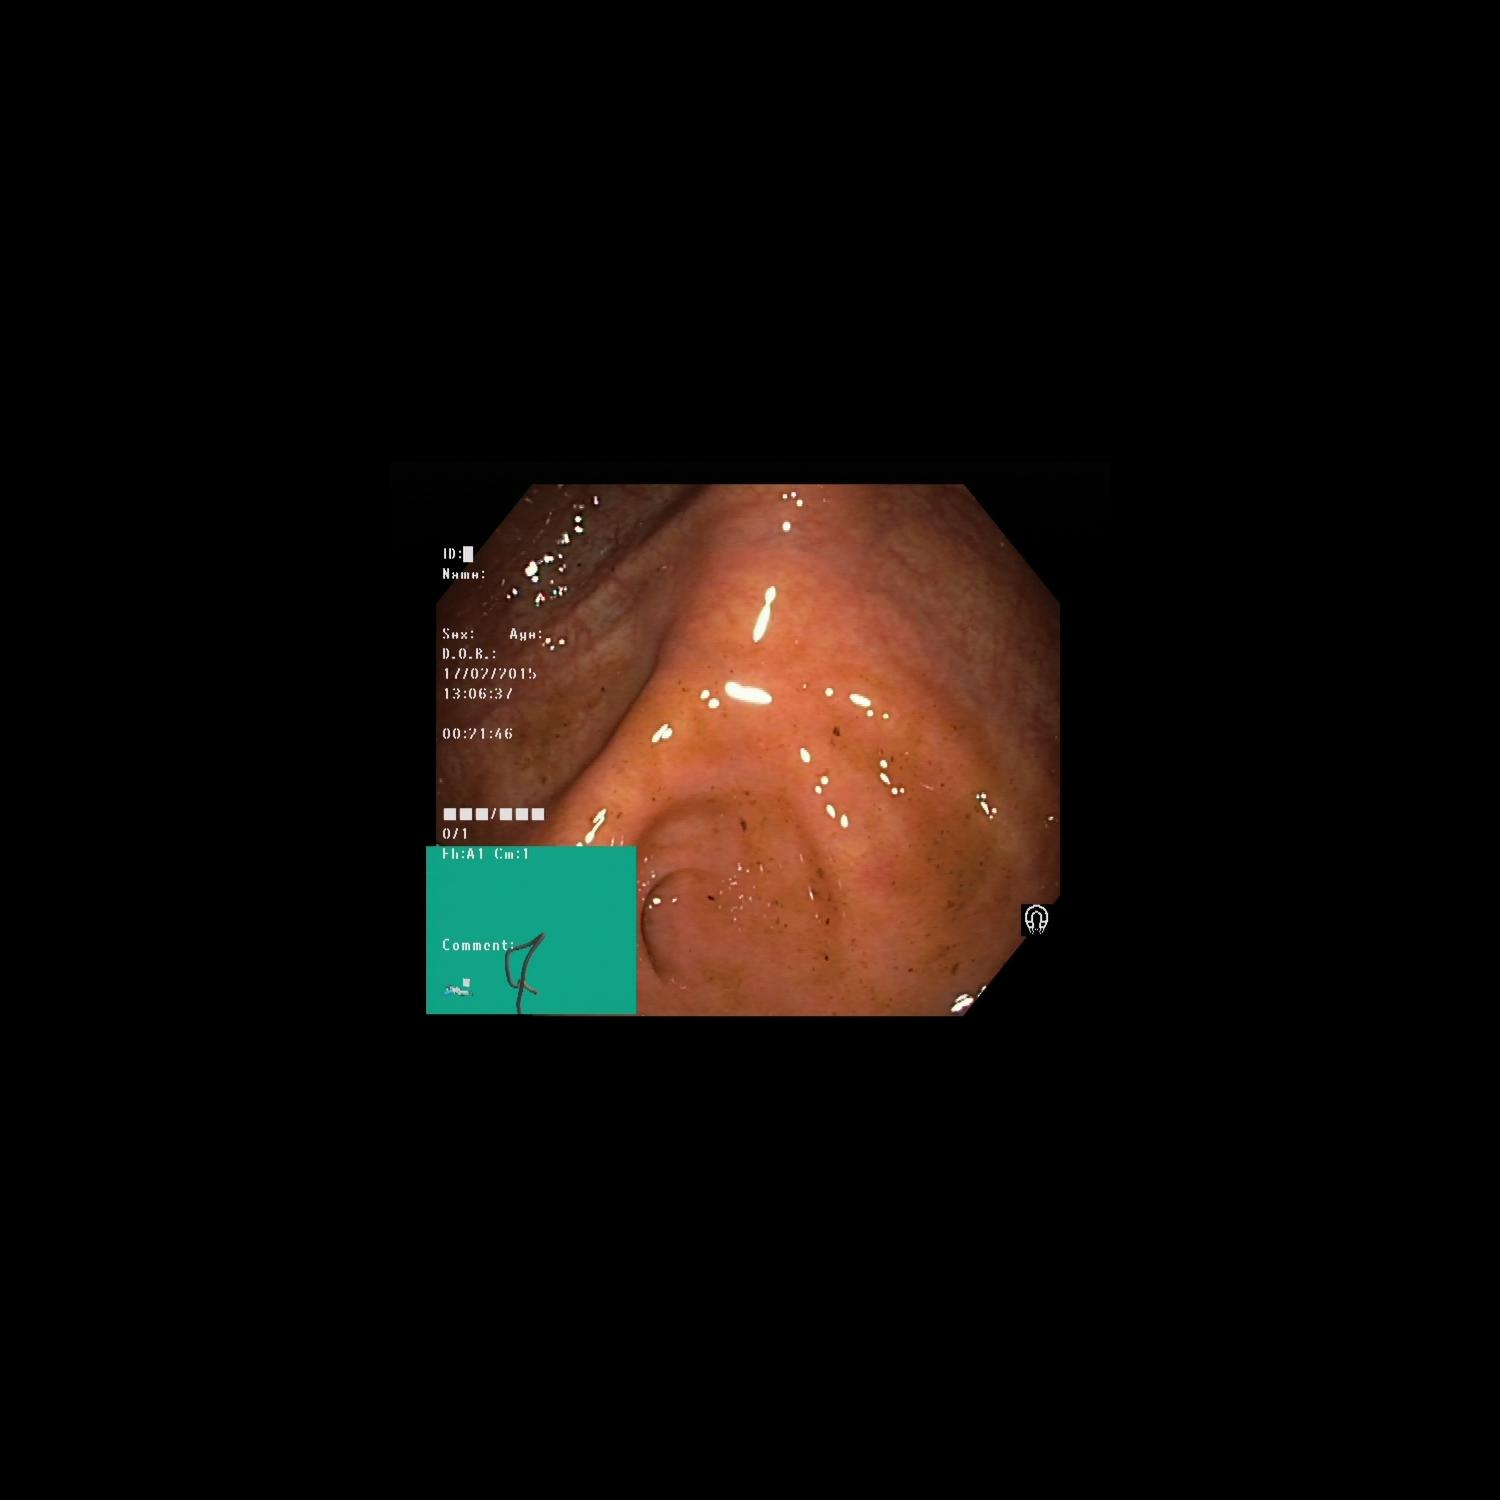 ID:
Name:
Sex: Age:
D.O.B.:
17/02/2015
13:06:37
00:21:46
■■■/■■■
0/1
Eh:A1 Cm:1
Comment: